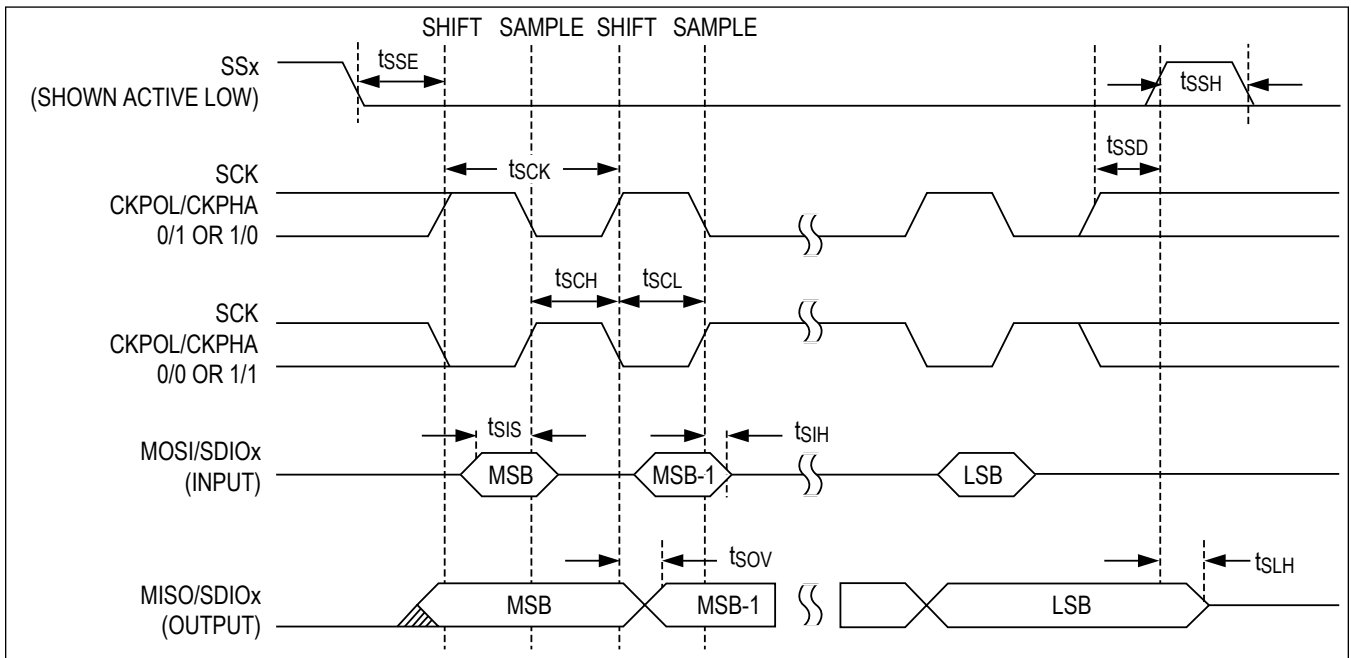 SHIFT SAMPLE SHIFT SAMPLE
tSSE
SSx
(SHOWN ACTIVE LOW)
tSSH
tSSD
tSCK
SCK
CKPOL/CKPHA
0/1 OR 1/0
tSCH
tSCL
SCK
CKPOL/CKPHA
0/0 OR 1/1
tSIS
tSIH
MOSI/SDIOx
(INPUT)
MSB
MSB-1
LSB
tSOV
tSLH
MISO/SDIOx
(OUTPUT)
MSB
MSB-1
LSB